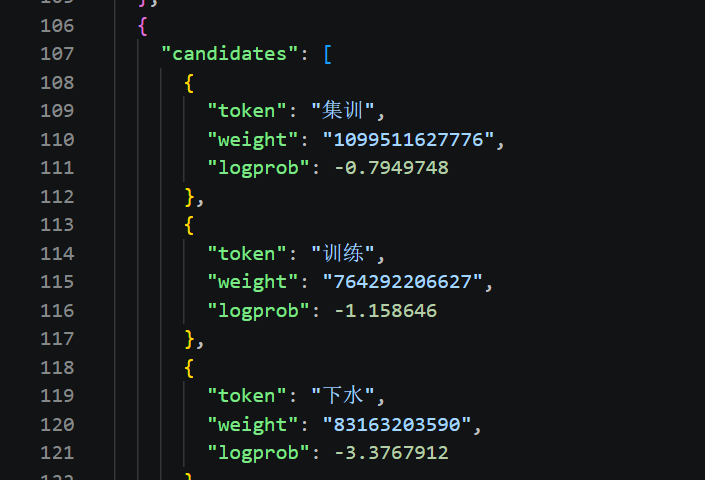 106 {
107 "candidates": [
108 {
109 "token": "集训",
110 "weight": "1099511627776",
111 "logprob": -0.7949748
112 },
113 {
114 "token": "训练",
115 "weight": "764292206627",
116 "logprob": -1.158646
117 },
118 {
119 "token": "下水",
120 "weight": "83163203590",
121 "logprob": -3.3767912